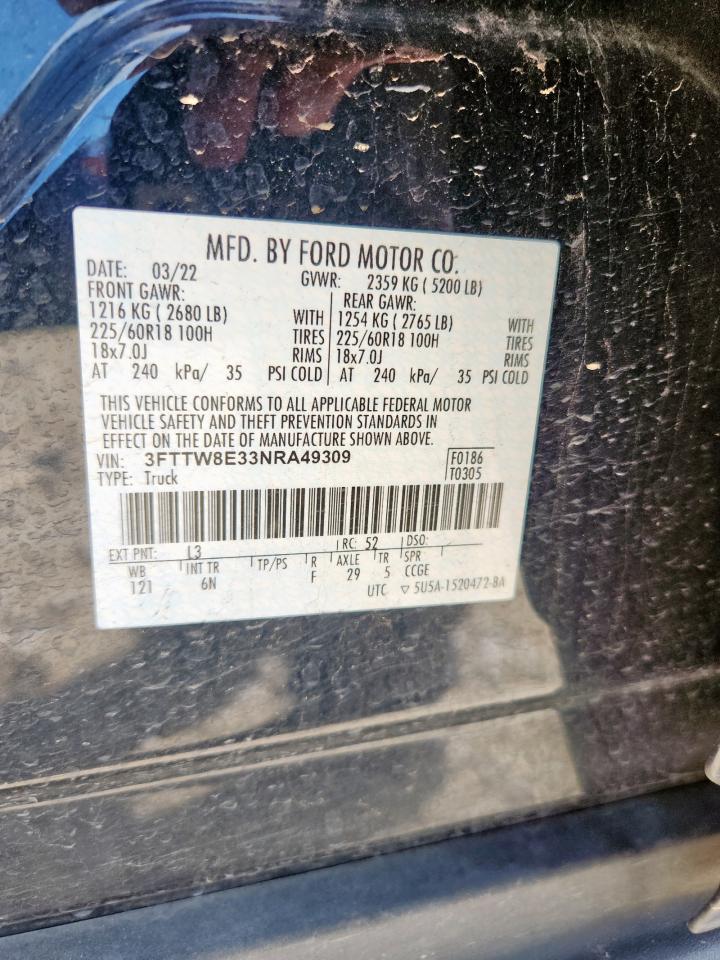 MFD. BY FORD MOTOR CO.
DATE: 03/22 GVWR: 2359 KG ( 5200 LB)
FRONT GAWR: REAR GAWR:
1216 KG ( 2680 LB) WITH 1254 KG ( 2765 LB) WITH
225/60R18 100H TIRES 225/60R18 100H TIRES
18x7.0J RIMS 18x7.0J RIMS
AT 240 kPa/ 35 PSI COLD AT 240 kPa/ 35 PSI COLD
THIS VEHICLE CONFORMS TO ALL APPLICABLE FEDERAL MOTOR
VEHICLE SAFETY AND THEFT PREVENTION STANDARDS IN
EFFECT ON THE DATE OF MANUFACTURE SHOWN ABOVE.
VIN: 3FTTW8E33NRA49309 F0186
TYPE: Truck T0305
EXT PNT: L3 RC: 52 DSO:
WB INT TR TP/PS R AXLE TR SPR
121 6N F 29 5 CCGE
UTC ▽ 5U5A-1520472-BA